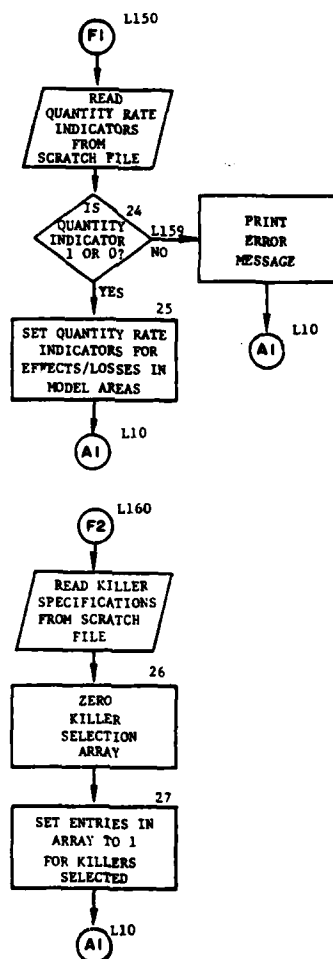 L150
F1
READ
QUANTITY RATE
INDICATORS
FROM
SCRATCH FILE
IS
24
QUANTITY
INDICATOR
1 OR 0?
L159
NO
PRINT
ERROR
MESSAGE
YES
25
L10
A1
SET QUANTITY RATE
INDICATORS FOR
EFFECTS/LOSSES IN
MODEL AREAS
L10
A1
L160
F2
READ KILLER
SPECIFICATIONS
FROM SCRATCH
FILE
26
ZERO
KILLER
SELECTION
ARRAY
27
SET ENTRIES IN
ARRAY TO 1
FOR KILLERS
SELECTED
L10
A1